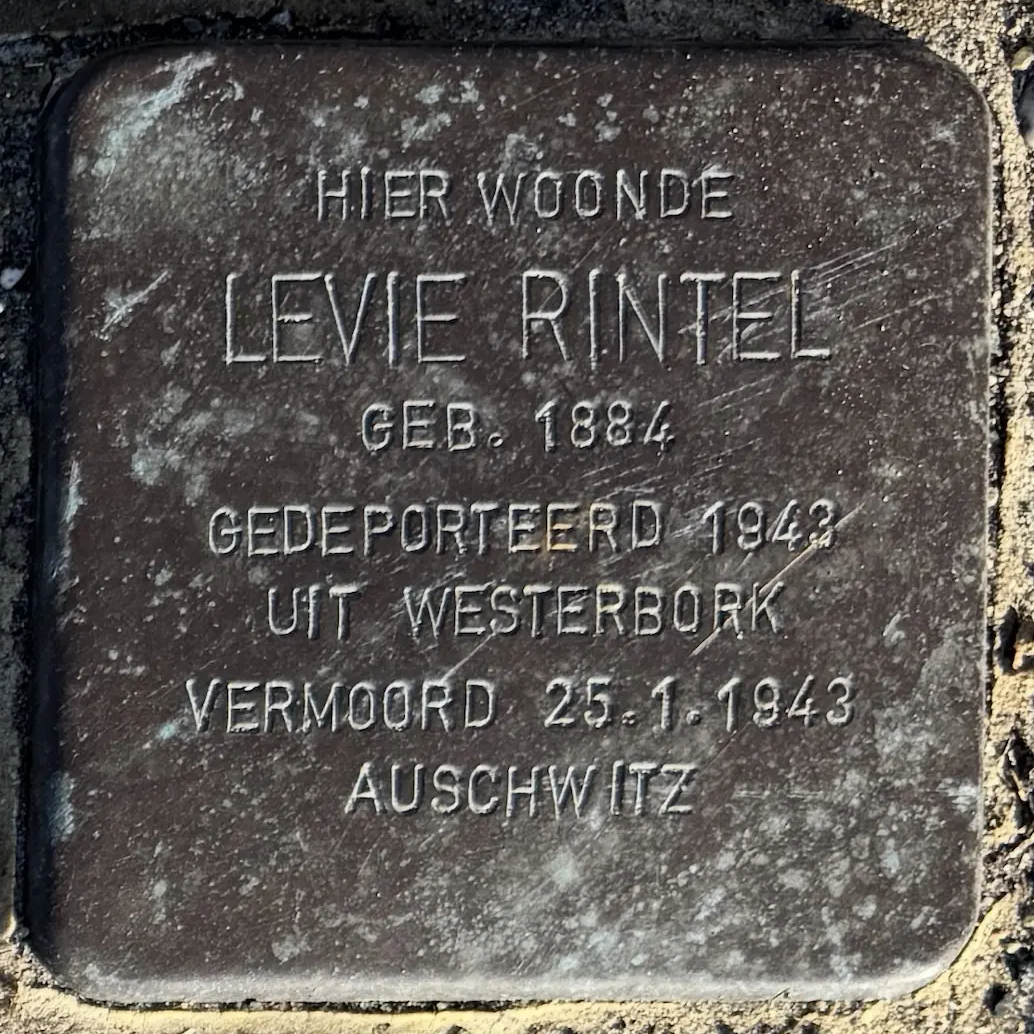 HIER WOONDE
LEVIE RINTEL
GEB. 1884
GEDEPORTEERD 1943
UIT WESTERBORK
VERMOORD 25.1.1943
AUSCHWITZ